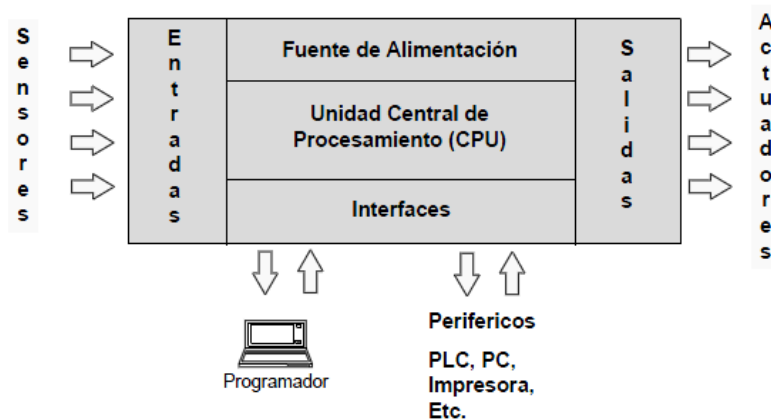 Sensores
Entradas
Fuente de Alimentación
Unidad Central de
Procesamiento (CPU)
Interfaces
Salidas
Actuadores
Programador
Perifericos
PLC, PC,
Impresora,
Etc.